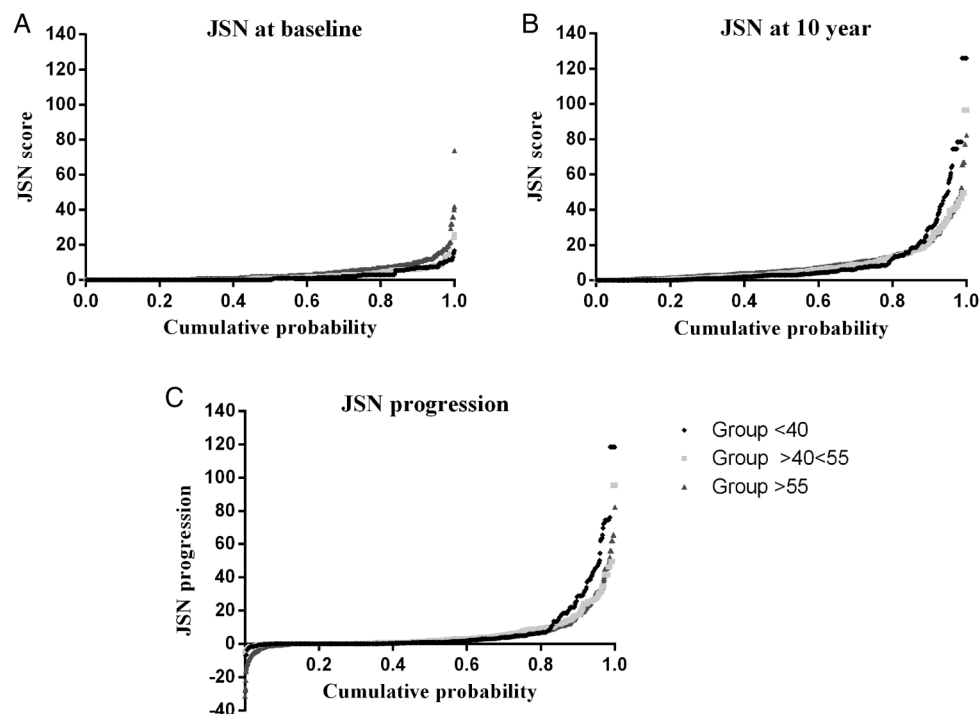 A
JSN at baseline
140
120
100
80
60
40
20
0
JSN score
0.0 0.2 0.4 0.6 0.8 1.0
Cumulative probability
B
JSN at 10 year
140
120
100
80
60
40
20
0
JSN score
0.0 0.2 0.4 0.6 0.8 1.0
Cumulative probability
C
JSN progression
140
120
100
80
60
40
20
0
-20
-40
JSN progression
0.2 0.4 0.6 0.8 1.0
Cumulative probability
Group <40
Group >40<55
Group >55